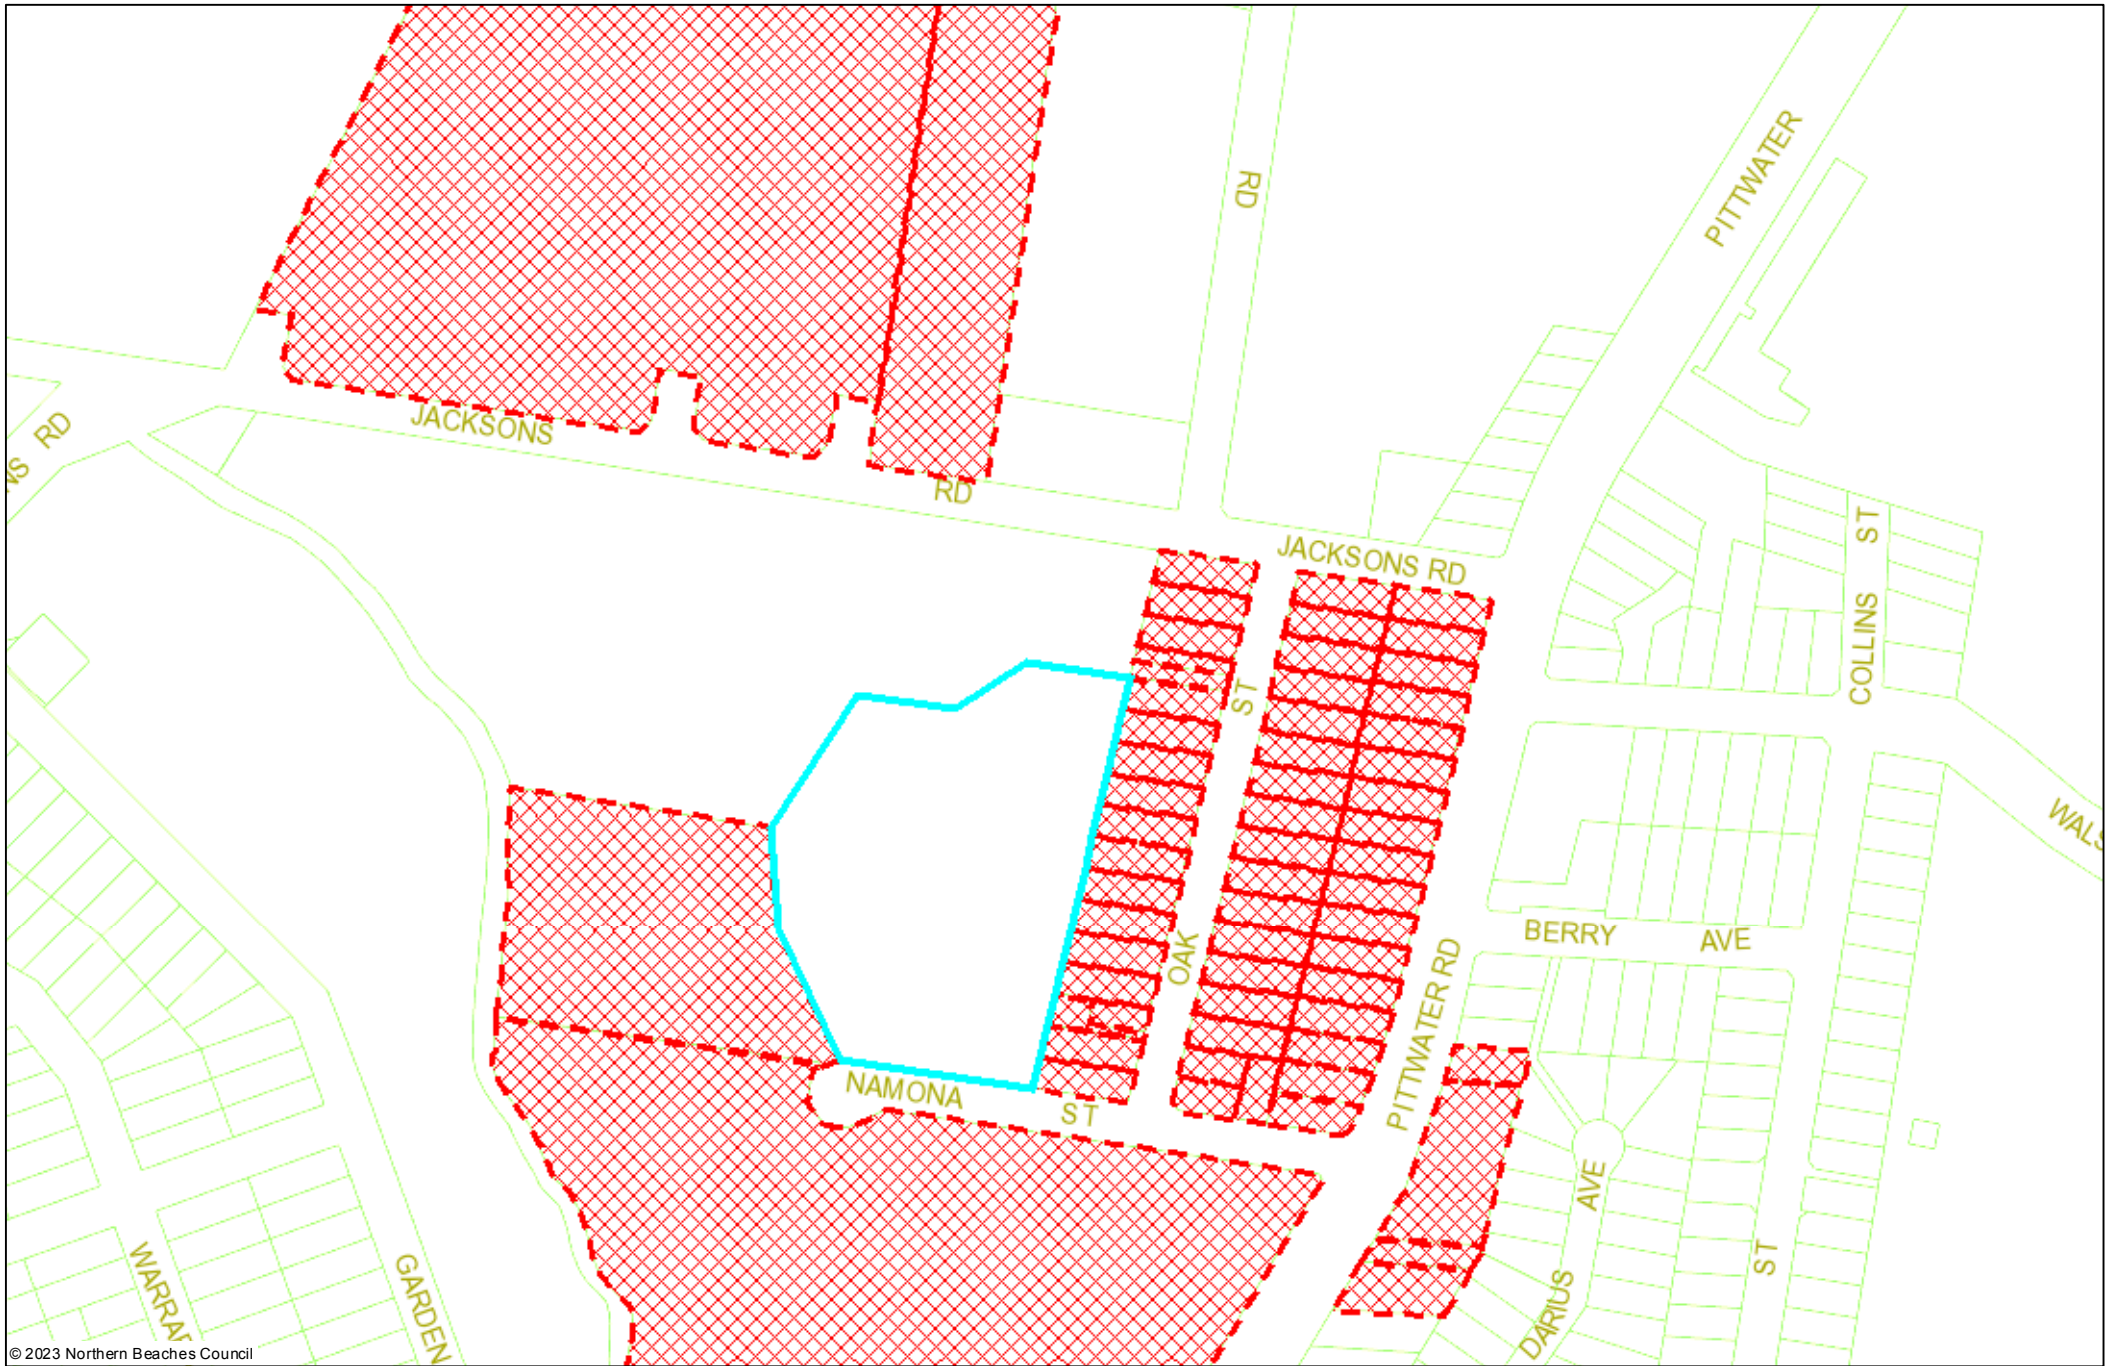 PITTWATER
RD
JACKSONS
RD
RD
NS
JACKSONS RD
ST
COLLINS
ST
WALS
OAK
BERRY AVE
PITTWATER RD
NAMONA
ST
AVE
DARIUS
ST
WARRA
GARDEN
© 2023 Northern Beaches Council